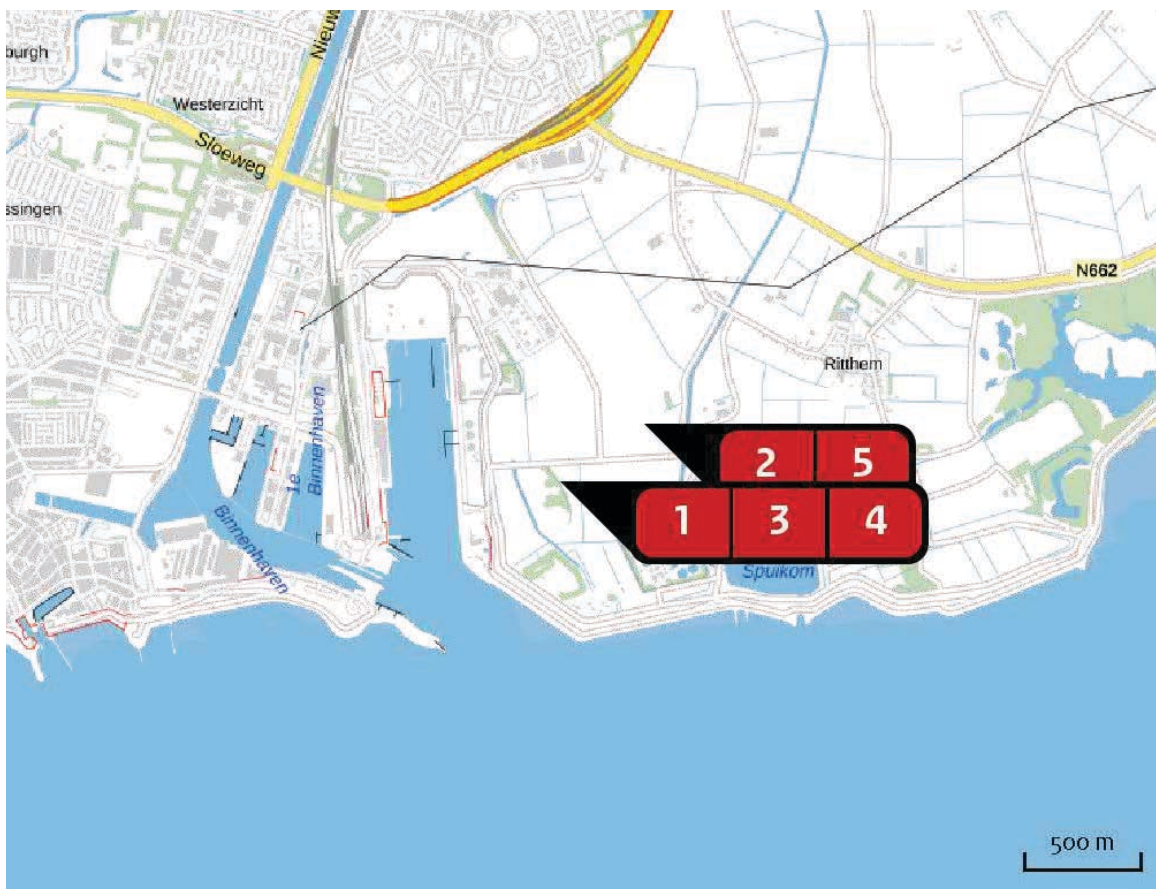 burgh
Nieuw
Westerzicht
Sloeweg
ssingen
N662
Ritthem
1e
Binnenhaven
2
5
1
3
4
Binnenhaven
Spuikom
500 m